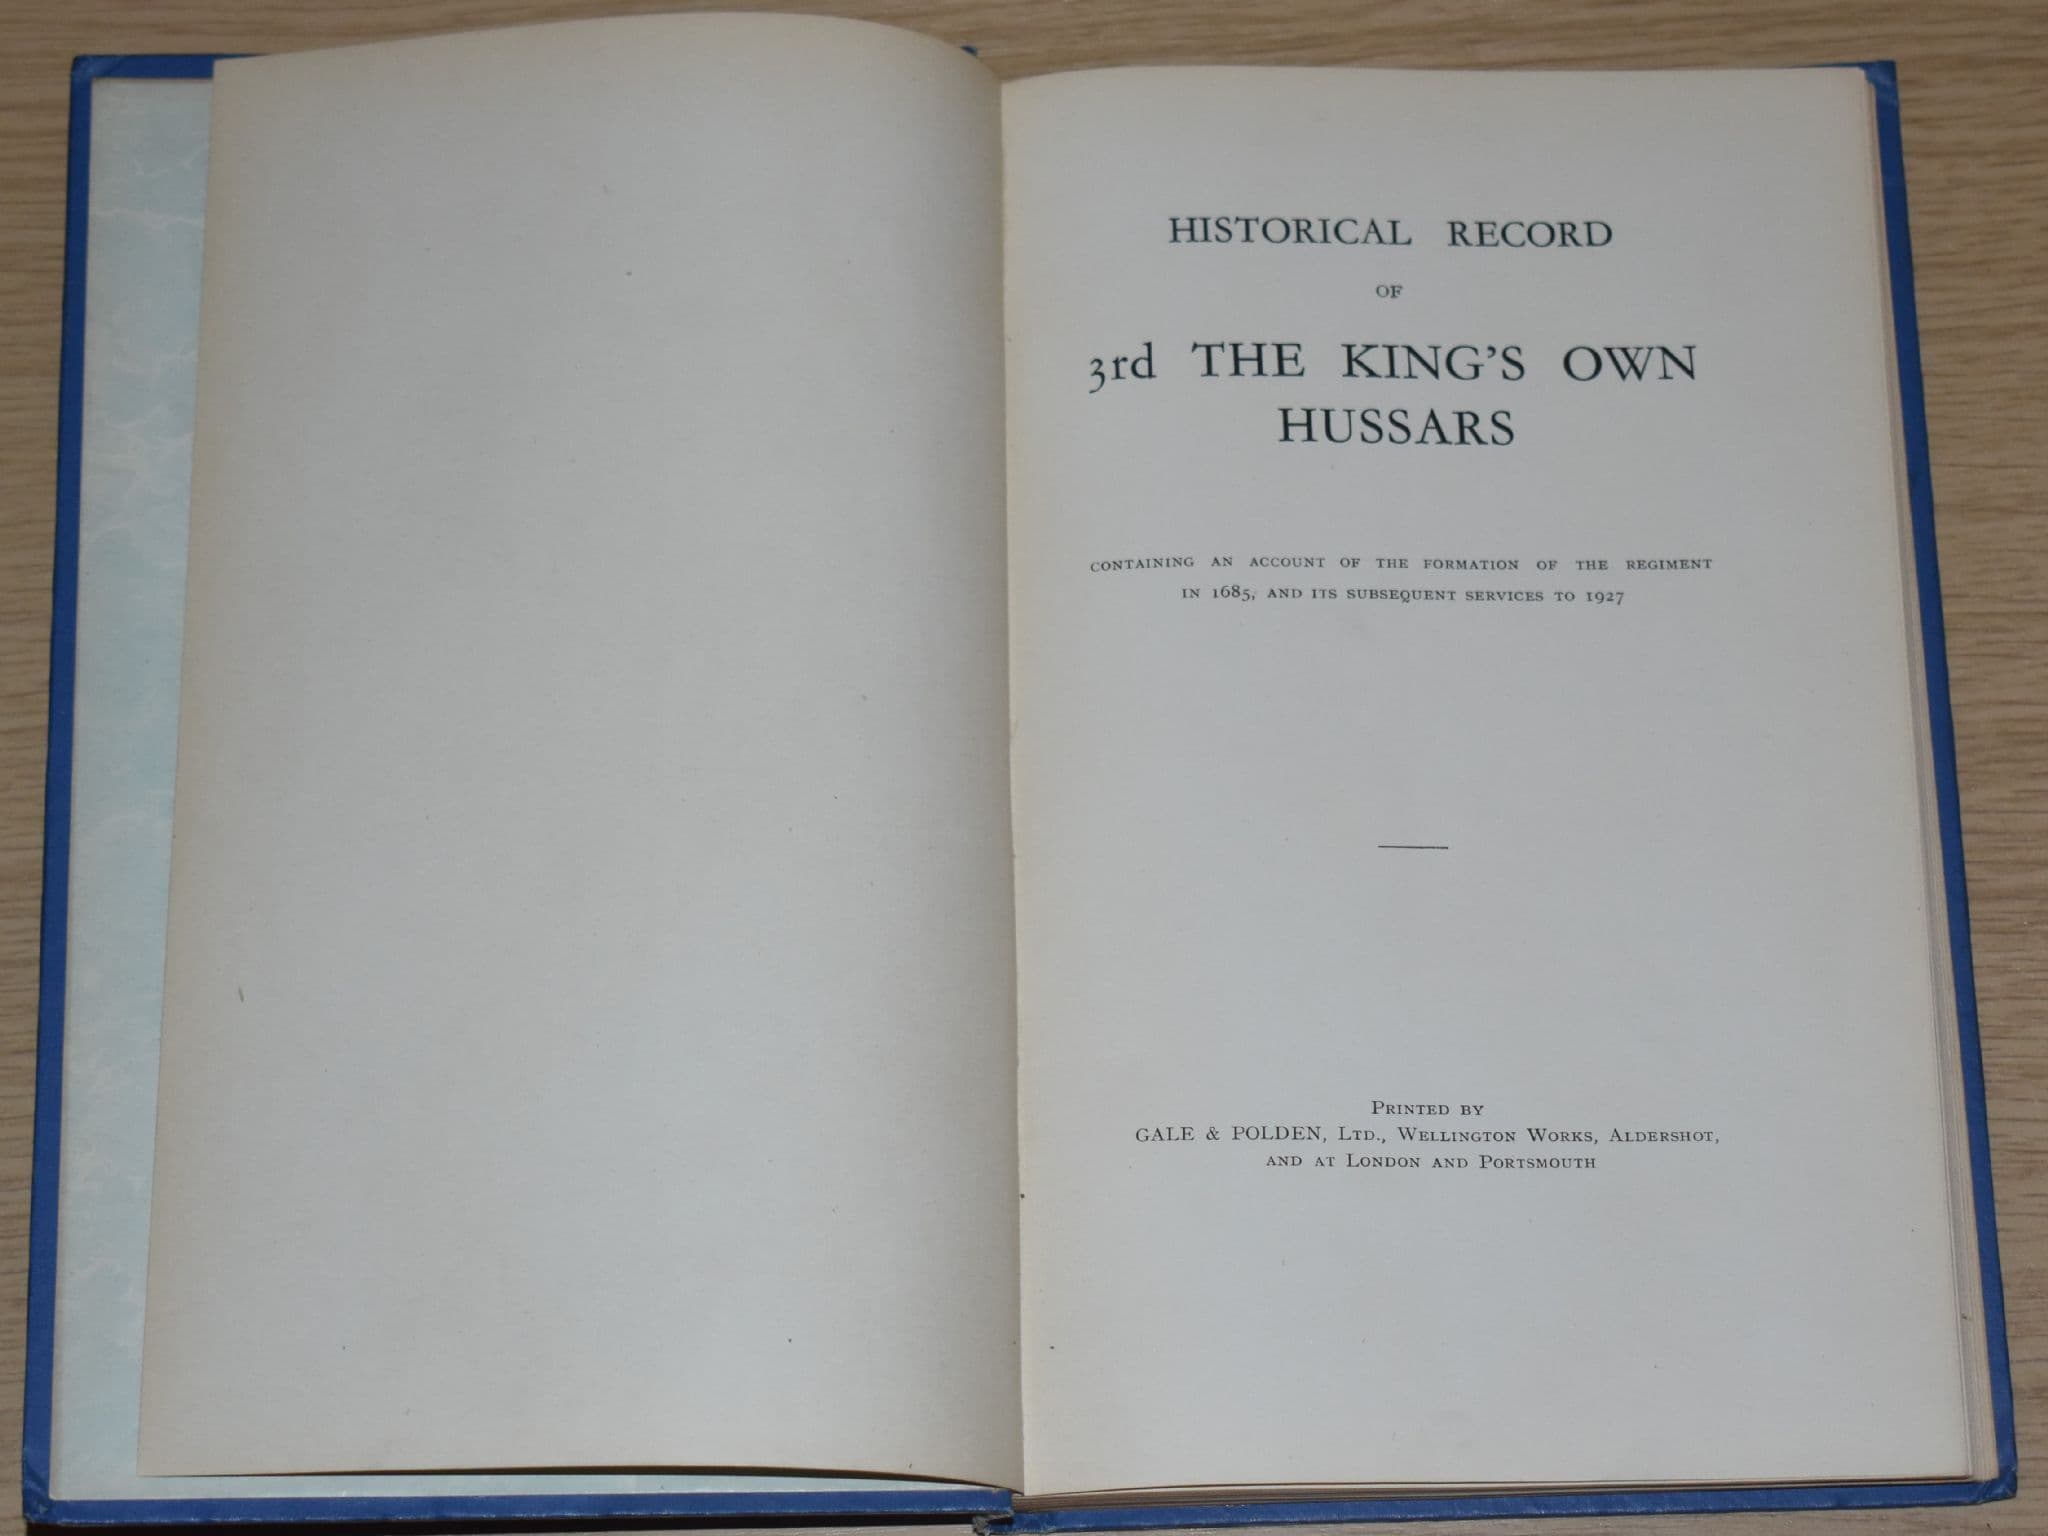 HISTORICAL RECORD
OF
3rd THE KING'S OWN
HUSSARS
CONTAINING AN ACCOUNT OF THE FORMATION OF THE REGIMENT
IN 1685, AND ITS SUBSEQUENT SERVICES TO 1927
PRINTED BY
GALE & POLDEN, LTD., WELLINGTON WORKS, ALDERSHOT,
AND AT LONDON AND PORTSMOUTH